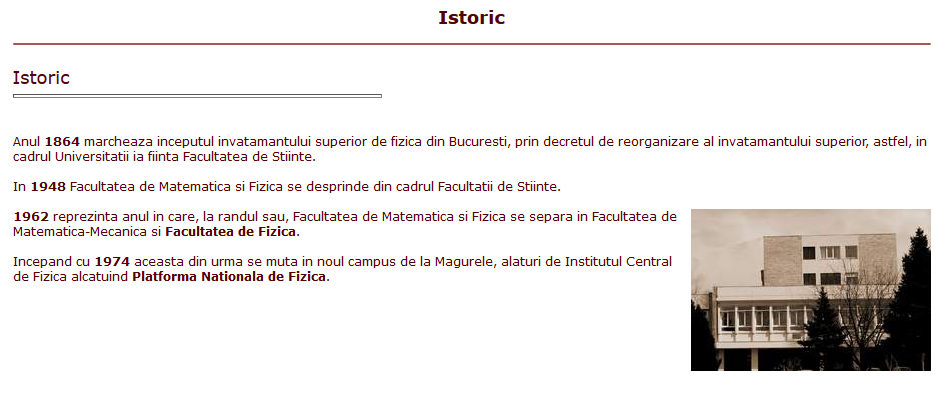 Istoric
Istoric
Anul 1864 marcheaza inceputul invatamantului superior de fizica din Bucuresti, prin decretul de reorganizare al invatamantului superior, astfel, in
cadrul Universitatii ia fiinta Facultatea de Stiinte.
In 1948 Facultatea de Matematica si Fizica se desprinde din cadrul Facultatii de Stiinte.
1962 reprezinta anul in care, la randul sau, Facultatea de Matematica si Fizica se separa in Facultatea de
Matematica-Mecanica si Facultatea de Fizica.
Incepand cu 1974 aceasta din urma se muta in noul campus de la Magurele, alaturi de Institutul Central
de Fizica alcatuind Platforma Nationala de Fizica.